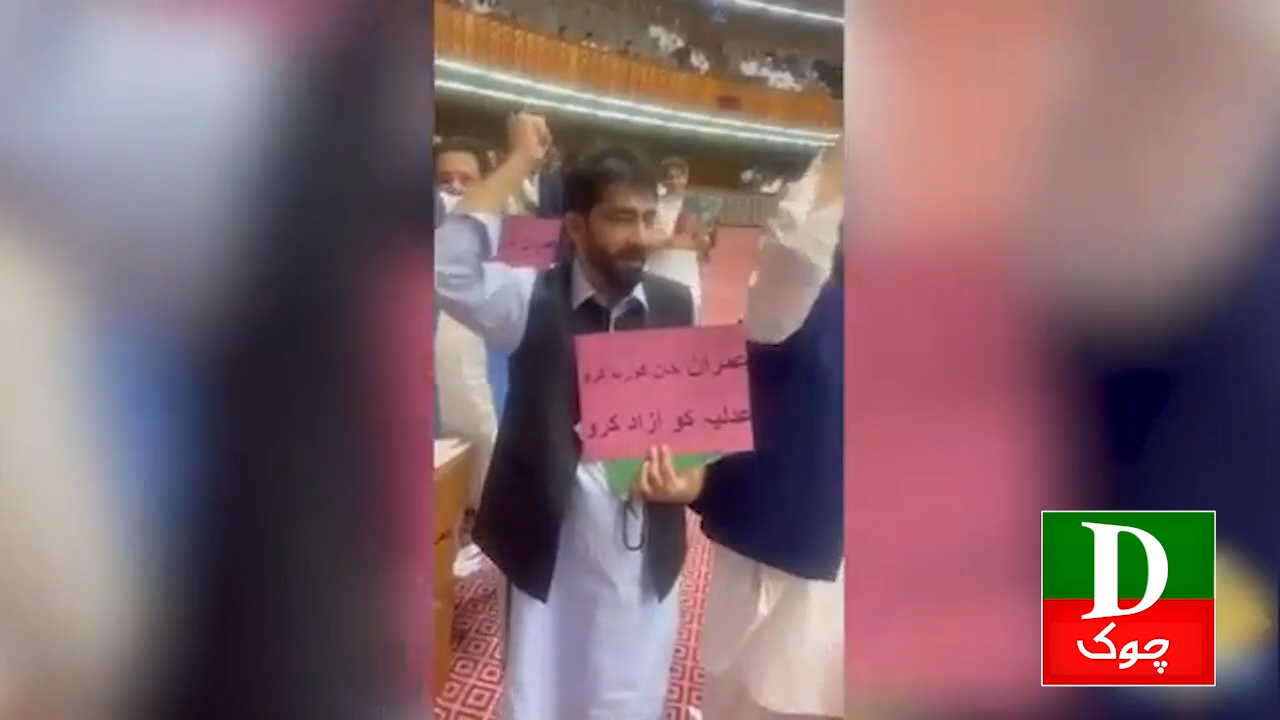 عمران خان کو رہا کرو
عدلیہ کو ازاد کرو
D
چوک